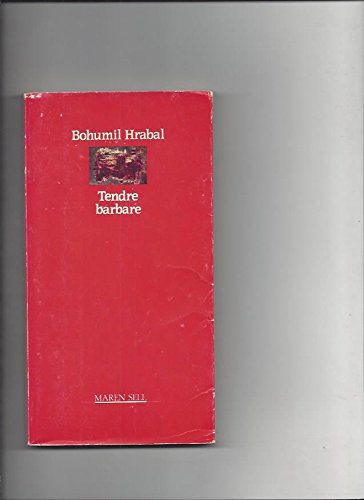 Bohumil Hrabal
Tendre
barbare
MAREN SELL